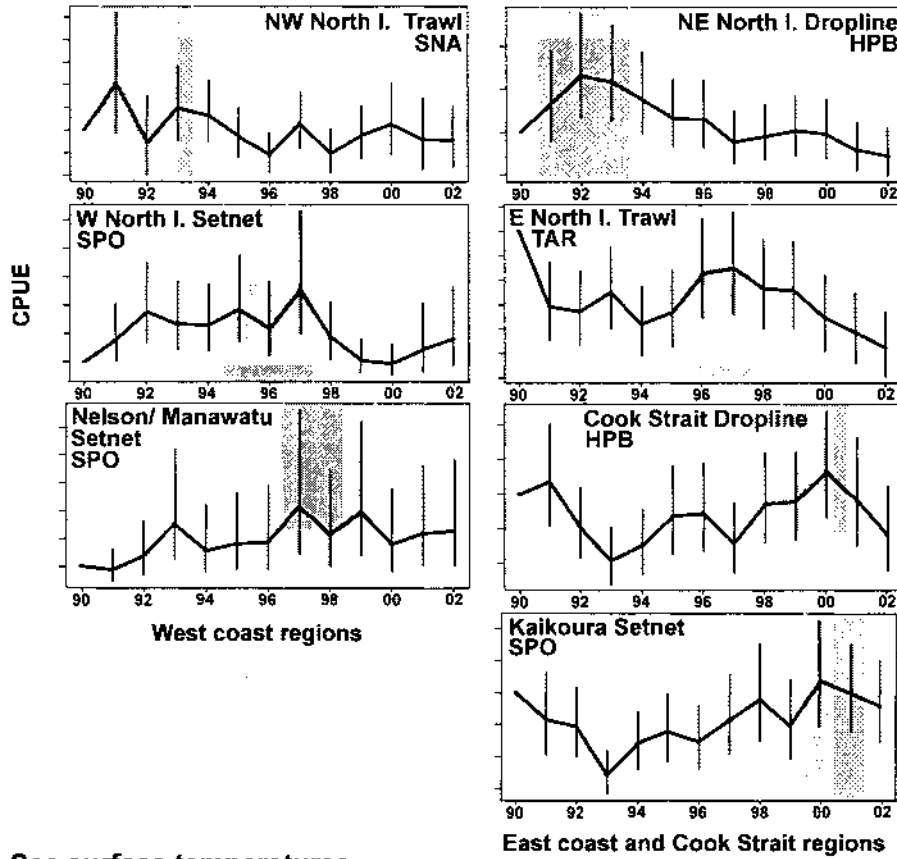 NW North I. Trawl
SNA
90 92 94 96 98 00 02
NE North I. Dropline
HPB
90 92 94 96 98 00 02
W North I. Setnet
SPO
90 92 94 96 98 00 02
E North I. Trawl
TAR
90 92 94 96 98 00 02
CPUE
Nelson/ Manawatu
Setnet
SPO
90 92 94 96 98 00 02
Cook Strait Dropline
HPB
90 92 94 96 98 00 02
West coast regions
Kaikoura Setnet
SPO
90 92 94 96 98 00 02
East coast and Cook Strait regions